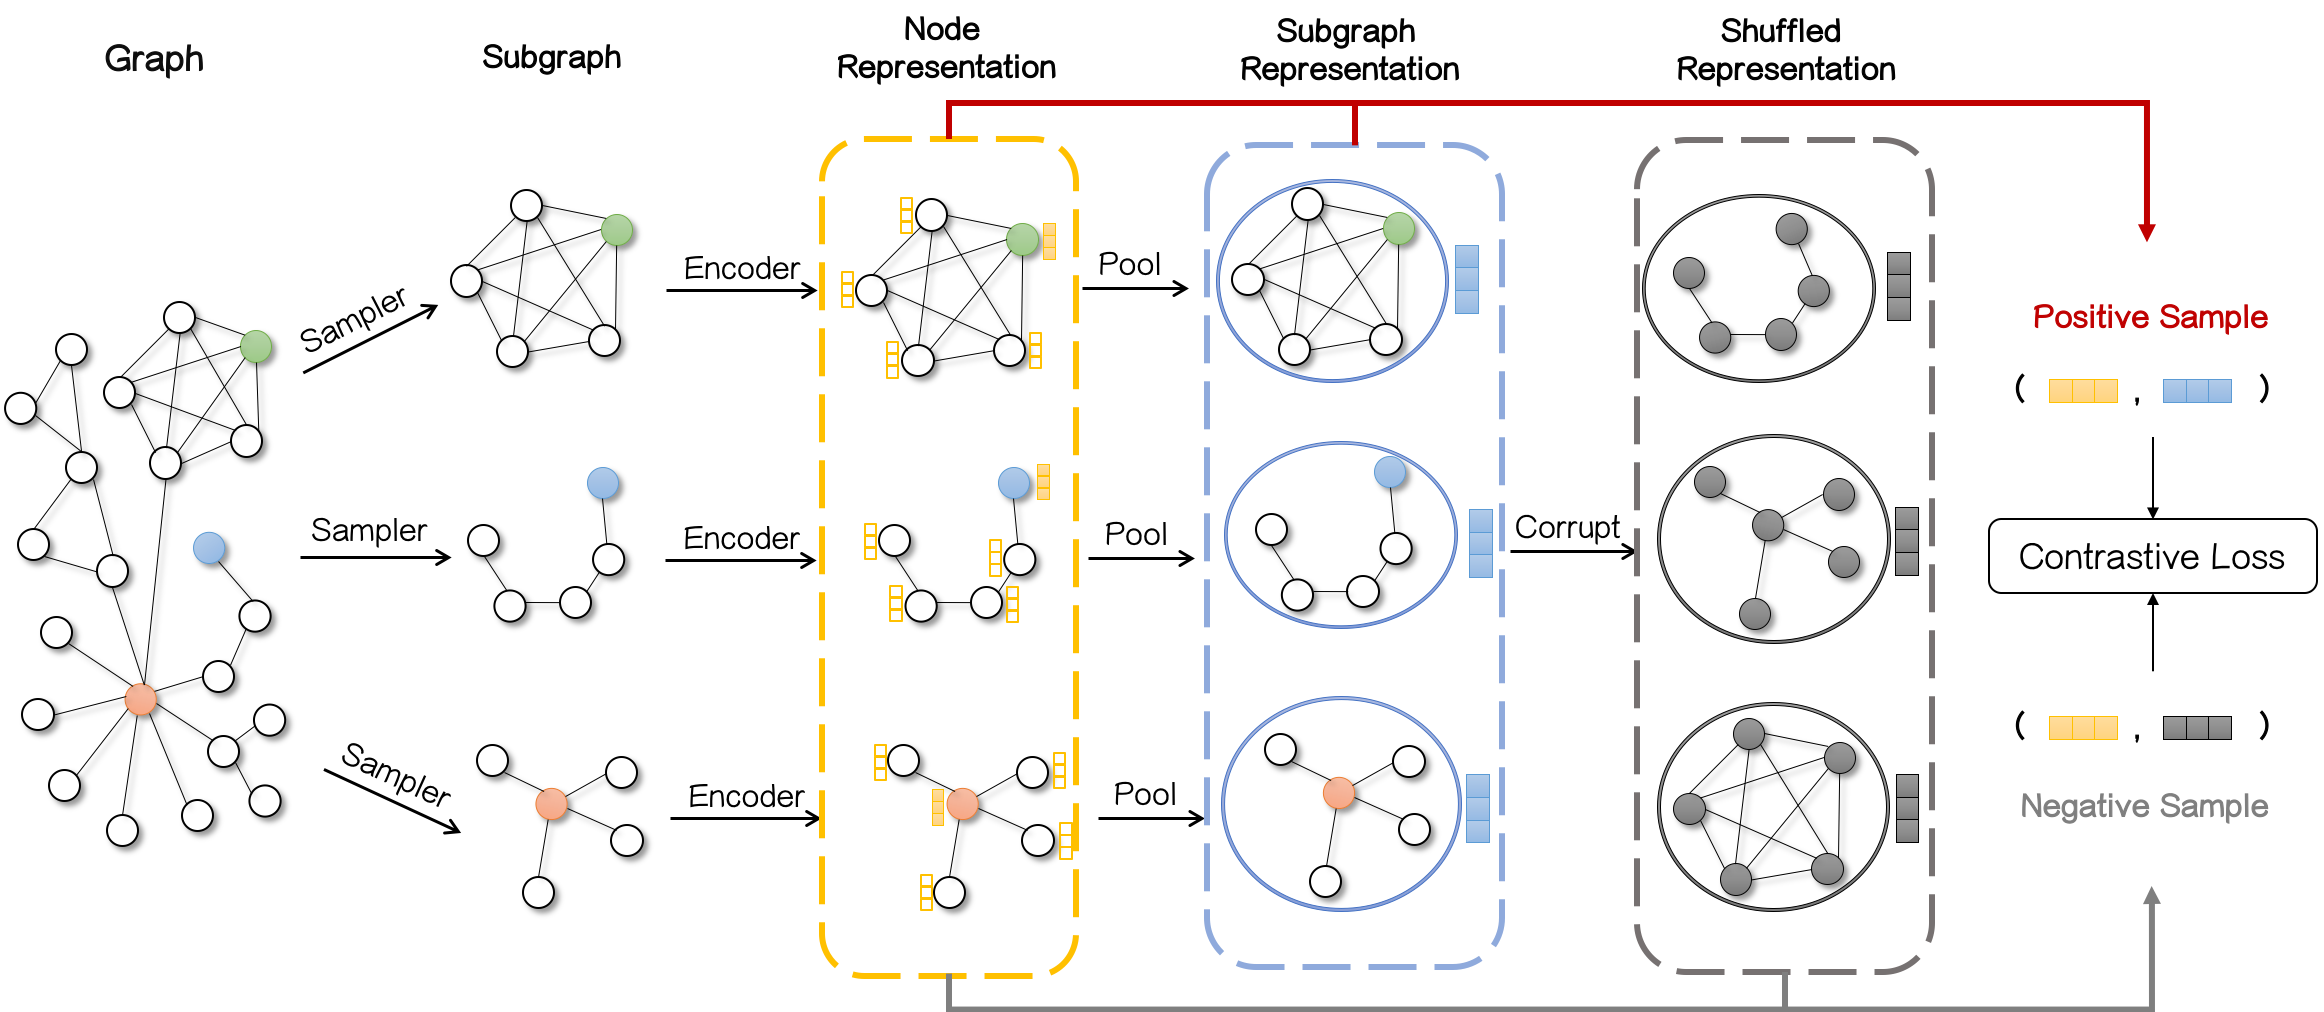 Graph
Subgraph
Node
Representation
Subgraph
Representation
Shuffled
Representation
Sampler
Encoder
Pool
Sampler
Encoder
Pool
Corrupt
Sampler
Encoder
Pool
Positive Sample
( , )
Contrastive Loss
( , )
Negative Sample